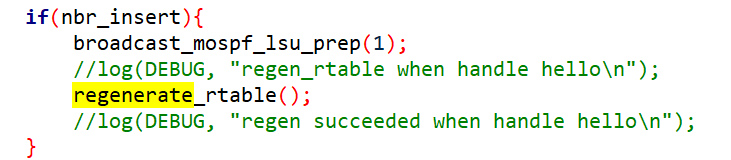 if(nbr_insert){
    broadcast_mospf_lsu_prep(1);
    //log(DEBUG, "regen_rtable when handle hello\n");
    regenerate_rtable();
    //log(DEBUG, "regen succeeded when handle hello\n");
}